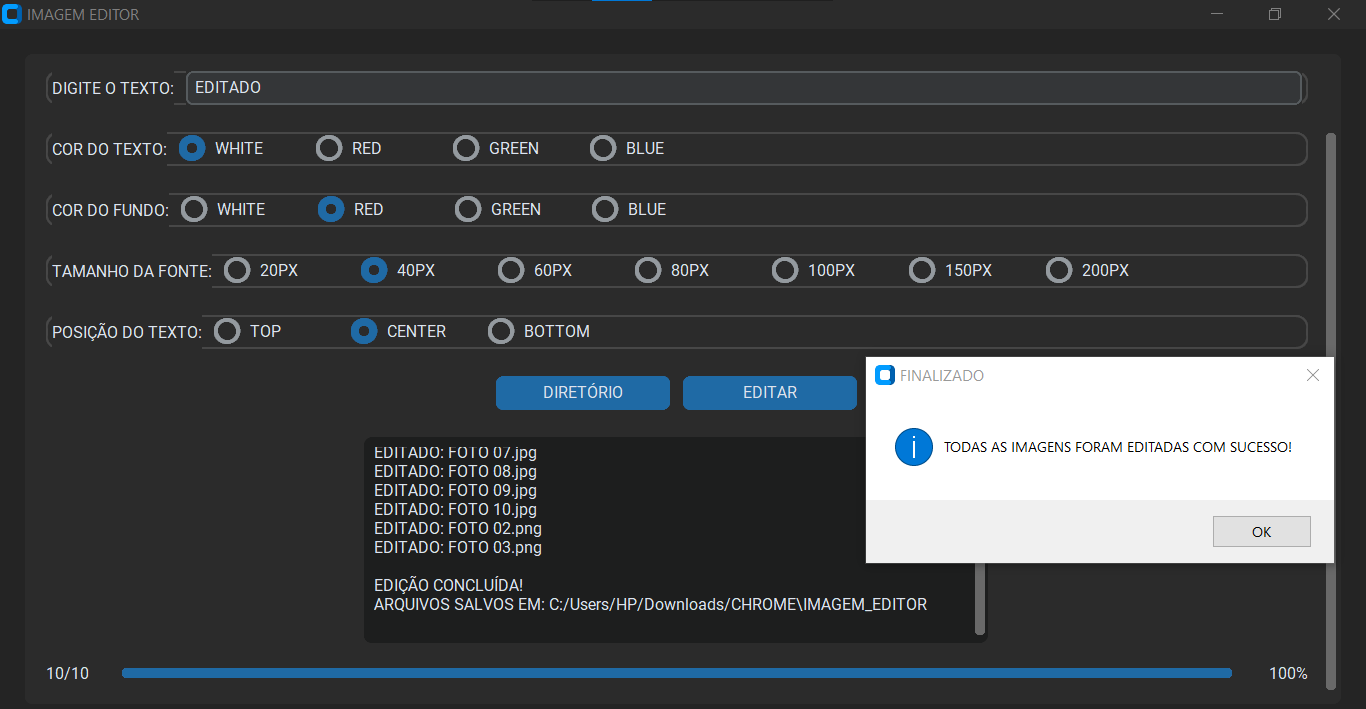 IMAGEM EDITOR
DIGITE O TEXTO: EDITADO
COR DO TEXTO: WHITE RED GREEN BLUE
COR DO FUNDO: WHITE RED GREEN BLUE
TAMANHO DA FONTE: 20PX 40PX 60PX 80PX 100PX 150PX 200PX
POSIÇÃO DO TEXTO: TOP CENTER BOTTOM
DIRETÓRIO EDITAR
FINALIZADO
TODAS AS IMAGENS FORAM EDITADAS COM SUCESSO!
OK
EDITADO: FOTO 07.jpg
EDITADO: FOTO 08.jpg
EDITADO: FOTO 09.jpg
EDITADO: FOTO 10.jpg
EDITADO: FOTO 02.png
EDITADO: FOTO 03.png
EDIÇÃO CONCLUÍDA!
ARQUIVOS SALVOS EM: C:/Users/HP/Downloads/CHROME\IMAGEM_EDITOR
10/10 100%